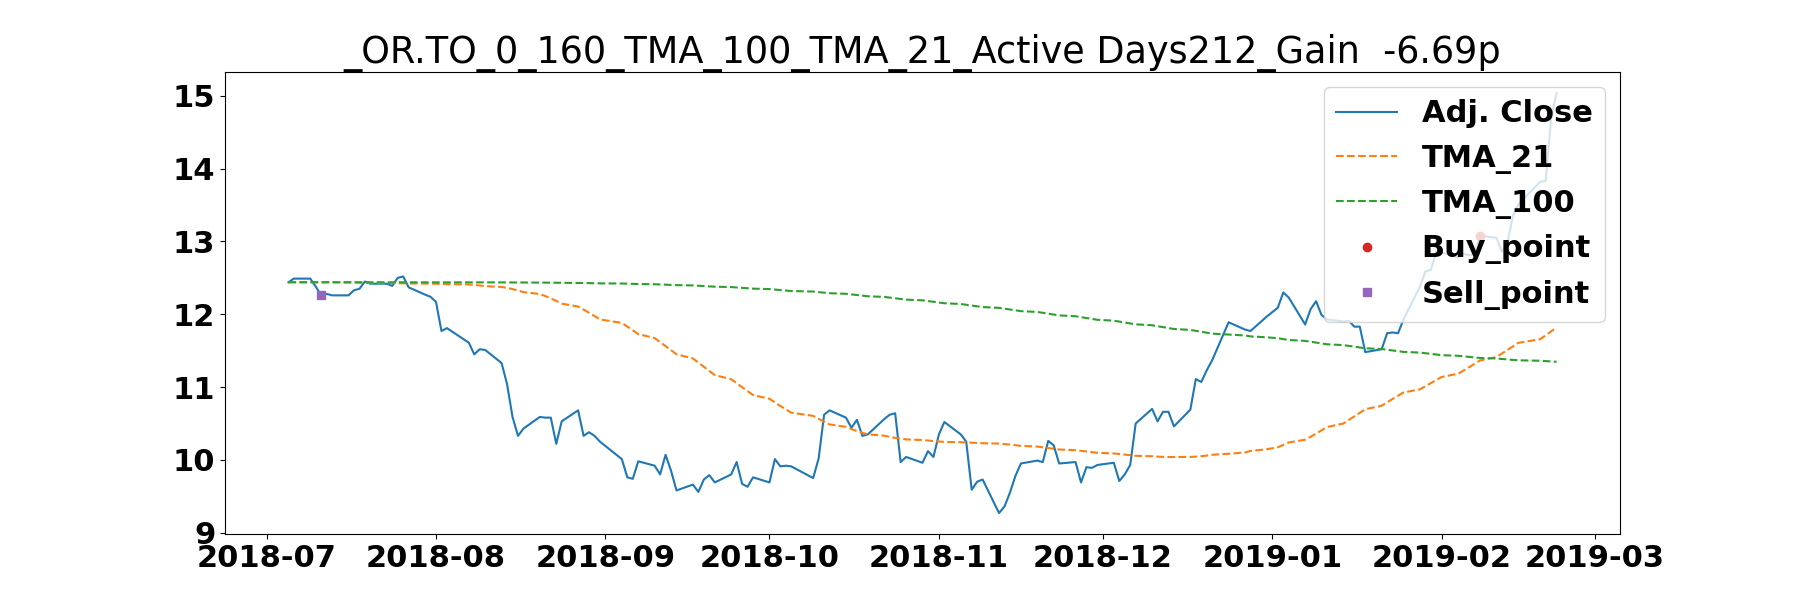 _OR.TO_0_160_TMA_100_TMA_21_Active Days212_Gain  -6.69p
15
14
13
12
11
10
9
Adj. Close
TMA_21
TMA_100
Buy_point
Sell_point
2018-07 2018-08 2018-09 2018-10 2018-11 2018-12 2019-01 2019-02 2019-03